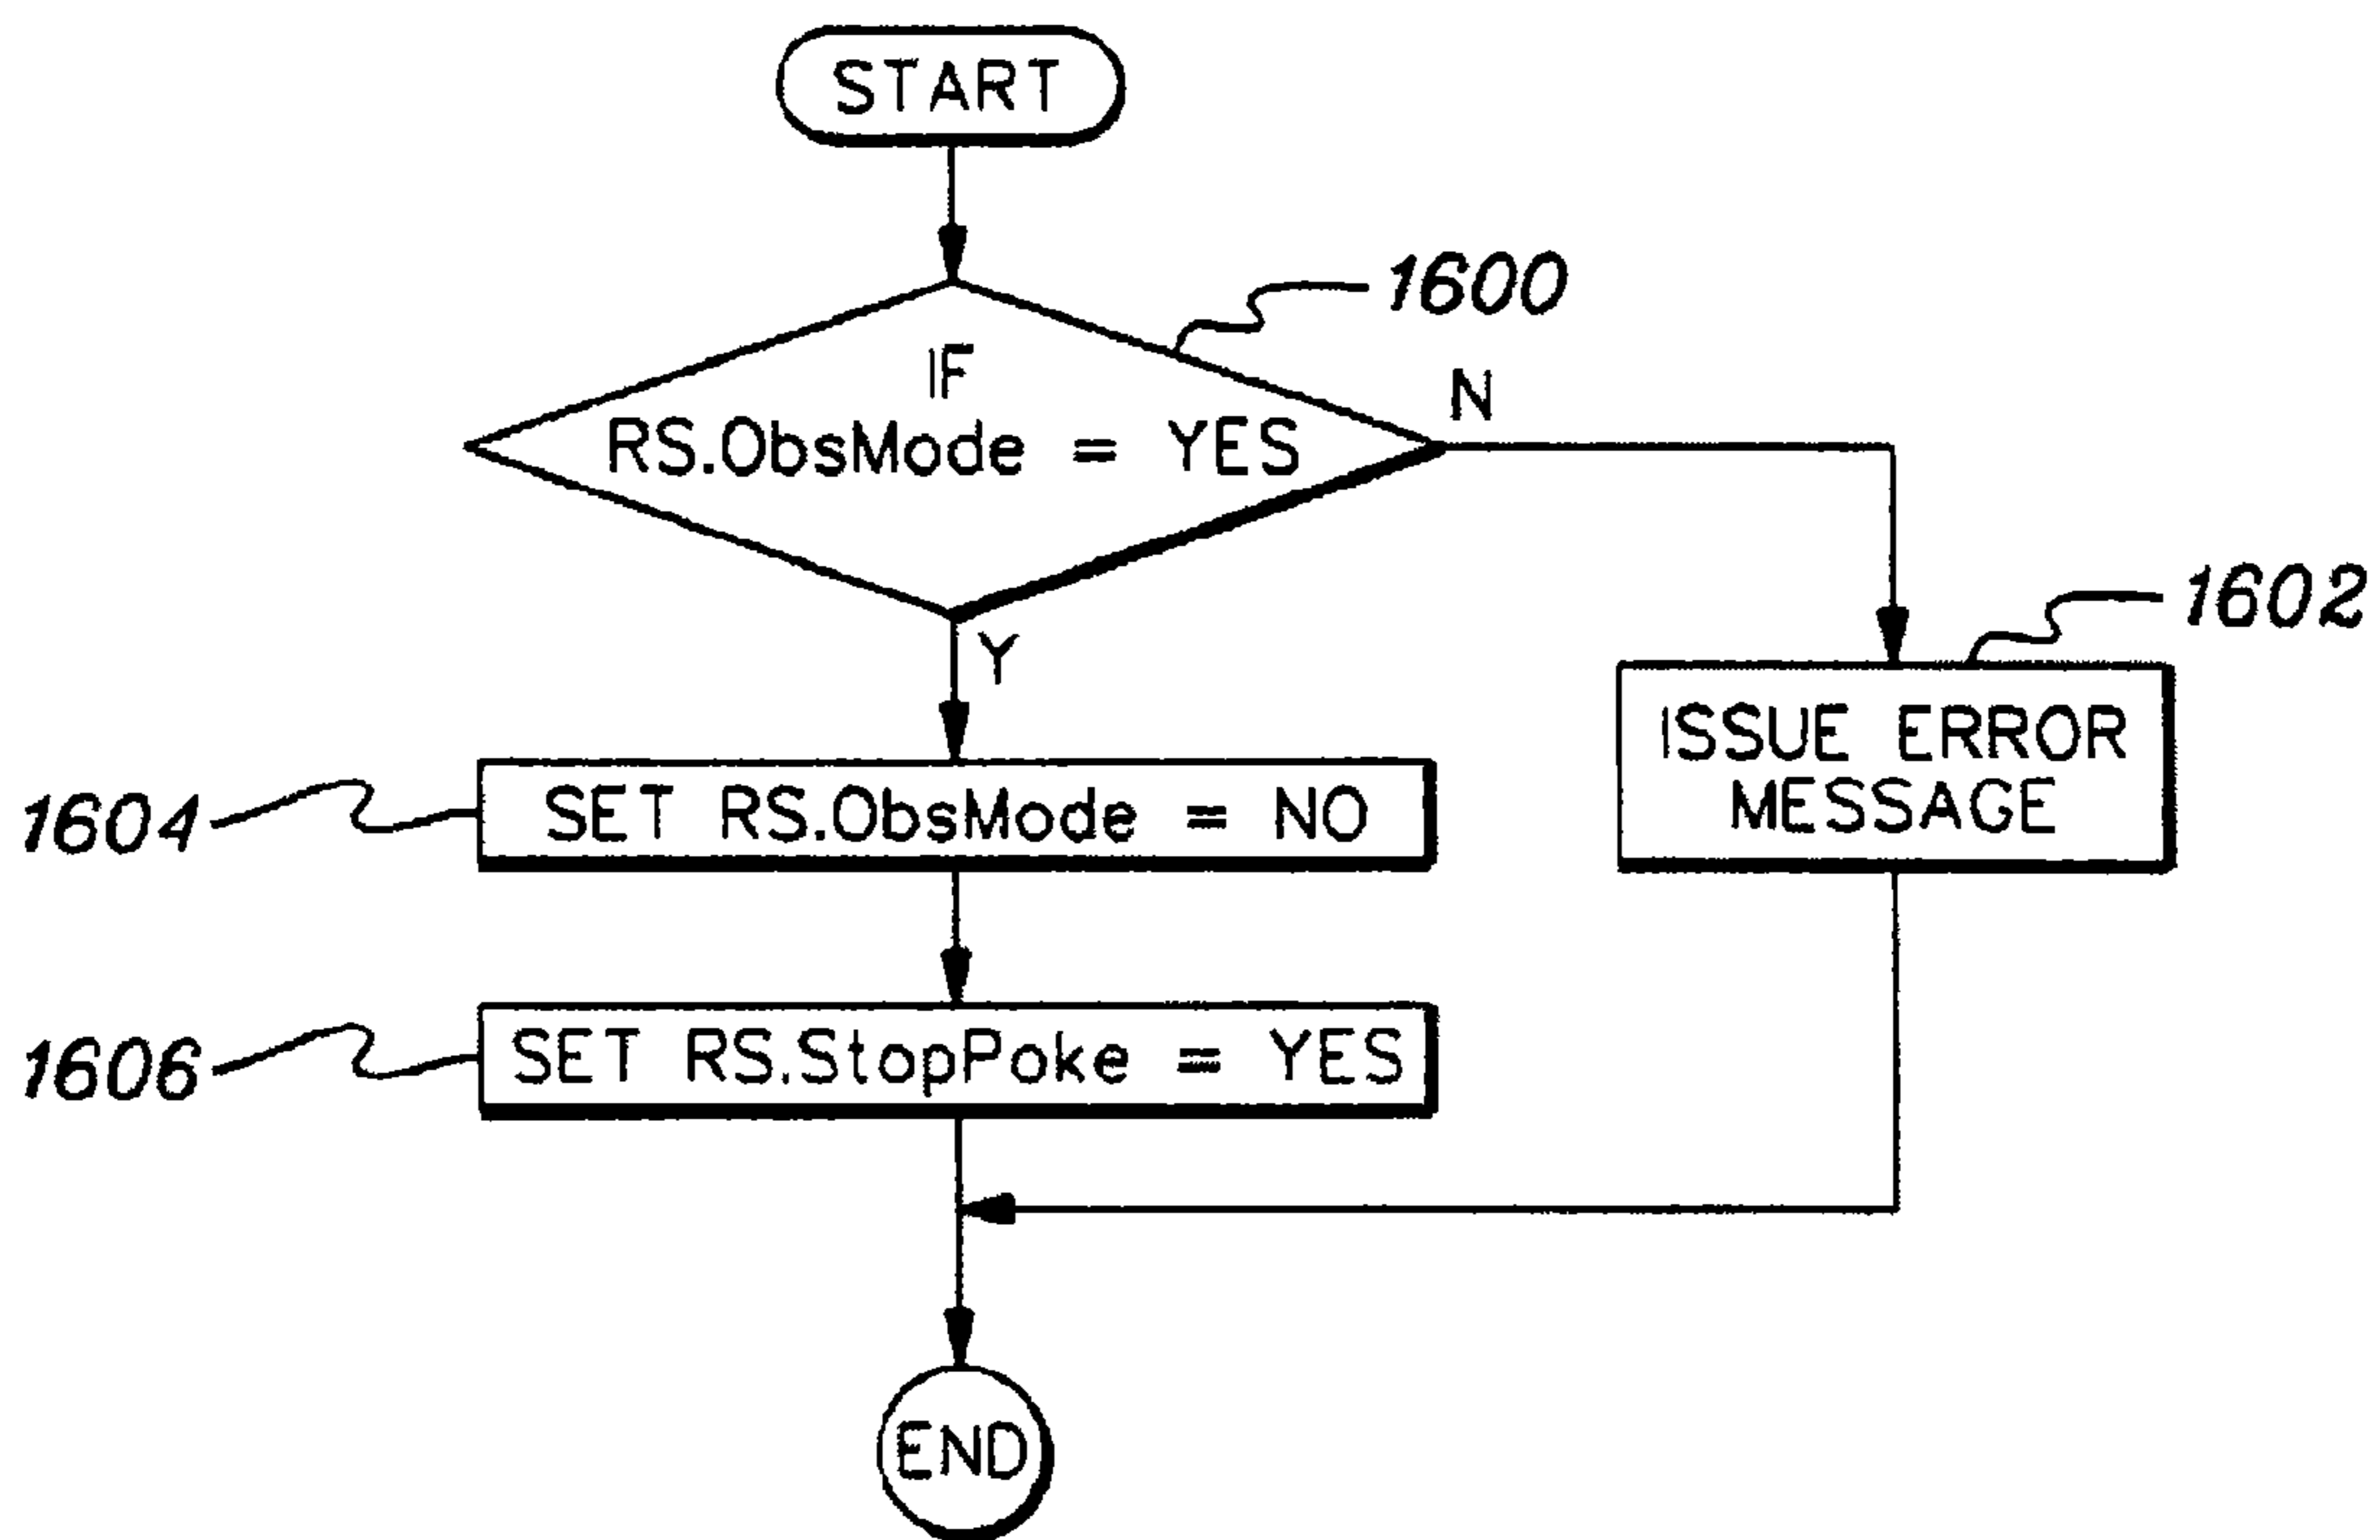 START
1600
IF
RS.ObsMode = YES
N
Y
1602
ISSUE ERROR
MESSAGE
1604
SET RS.ObsMode = NO
1606
SET RS.StopPoke = YES
END